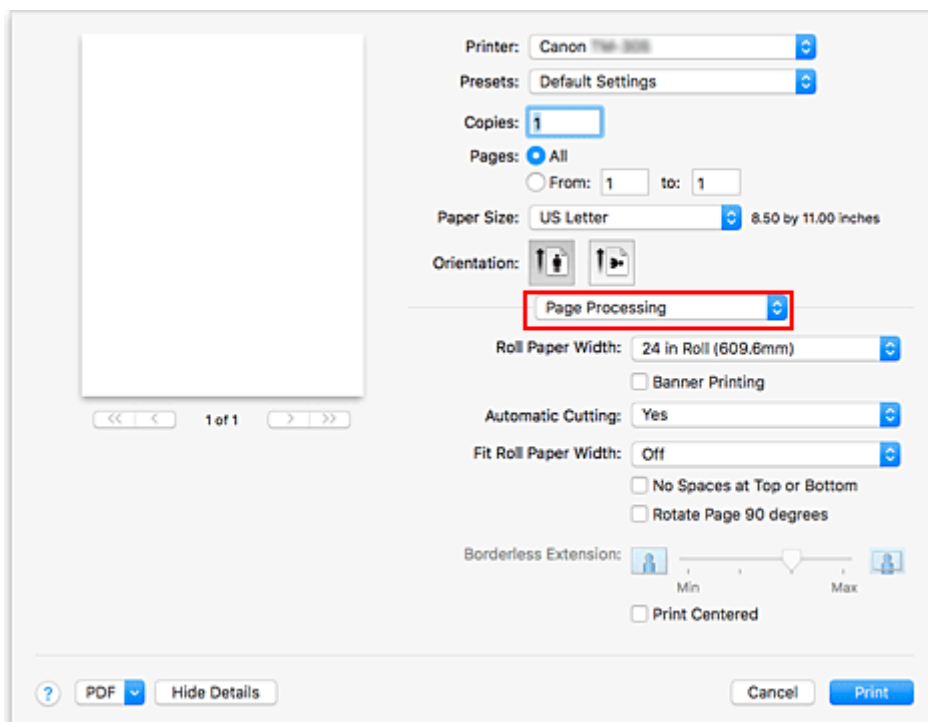 Printer: Canon
Presets: Default Settings
Copies: 1
Pages: All
From: 1 to: 1
Paper Size: US Letter 8.50 by 11.00 inches
Orientation:
Page Processing
Roll Paper Width: 24 in Roll (609.6mm)
Banner Printing
<< < 1 of 1 > >>
Automatic Cutting: Yes
Fit Roll Paper Width: Off
No Spaces at Top or Bottom
Rotate Page 90 degrees
Borderless Extension:
Min Max
Print Centered
? PDF Hide Details Cancel Print